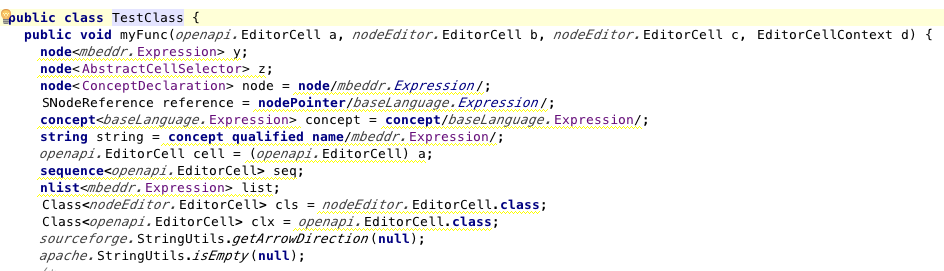 public class TestClass {
public void myFunc(openapi.EditorCell a, nodeEditor.EditorCell b, nodeEditor.EditorCell c, EditorCellContext d) {
node<mbeddr.Expression> y;
node<AbstractCellSelector> z;
node<ConceptDeclaration> node = node/mbeddr.Expression/;
SNodeReference reference = nodePointer/baseLanguage.Expression/;
concept<baseLanguage.Expression> concept = concept/baseLanguage.Expression/;
string string = concept qualified name/mbeddr.Expression/;
openapi.EditorCell cell = (openapi.EditorCell) a;
sequence<openapi.EditorCell> seq;
nlist<mbeddr.Expression> list;
Class<nodeEditor.EditorCell> cls = nodeEditor.EditorCell.class;
Class<openapi.EditorCell> clx = openapi.EditorCell.class;
sourceforge.StringUtils.getArrowDirection(null);
apache.StringUtils.isEmpty(null);